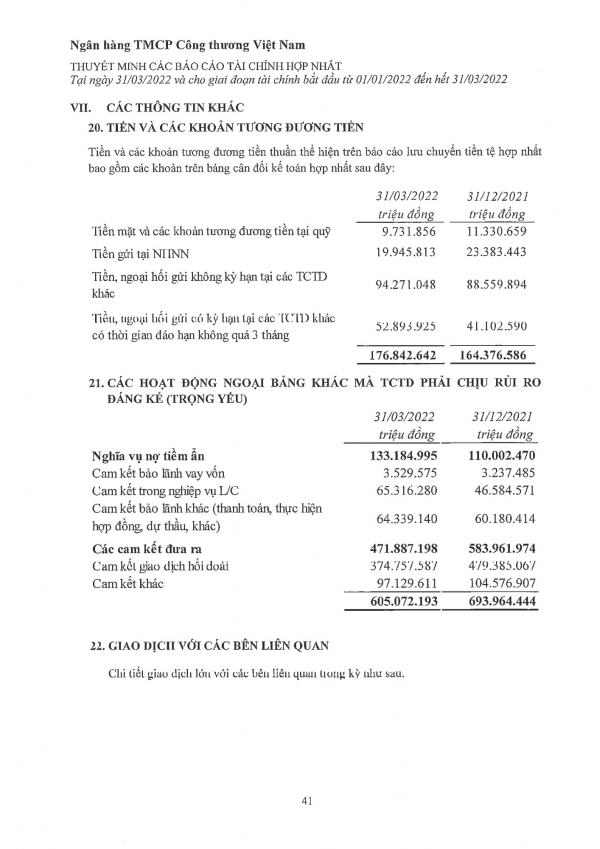 Ngân hàng TMCP Công thương Việt Nam
THUYẾT MINH CÁC BÁO CÁO TÀI CHÍNH HỢP NHẤT
Tại ngày 31/03/2022 và cho giai đoạn tài chính bắt đầu từ 01/01/2022 đến hết 31/03/2022
VII. CÁC THÔNG TIN KHÁC
20. TIỀN VÀ CÁC KHOẢN TƯƠNG ĐƯƠNG TIỀN
Tiền và các khoản tương đương tiền thuần thể hiện trên báo cáo lưu chuyển tiền tệ hợp nhất
bao gồm các khoản trên bảng cân đối kế toán hợp nhất sau đây:
31/03/2022 31/12/2021
triệu đồng triệu đồng
Tiền mặt và các khoản tương đương tiền tại quỹ 9.731.856 11.330.659
Tiền gửi tại NHNN 19.945.813 23.383.443
Tiền, ngoại hối gửi không kỳ hạn tại các TCTD
khác 94.271.048 88.559.894
Tiền, ngoại hối gửi có kỳ hạn tại các TCTD khác
có thời gian đáo hạn không quá 3 tháng 52.893.925 41.102.590
176.842.642 164.376.586
21. CÁC HOẠT ĐỘNG NGOẠI BẢNG KHÁC MÀ TCTD PHẢI CHỊU RỦI RO
ĐÁNG KỂ (TRỌNG YẾU)
31/03/2022 31/12/2021
triệu đồng triệu đồng
Nghĩa vụ nợ tiềm ẩn 133.184.995 110.002.470
Cam kết bảo lãnh vay vốn 3.529.575 3.237.485
Cam kết trong nghiệp vụ L/C 65.316.280 46.584.571
Cam kết bảo lãnh khác (thanh toán, thực hiện
hợp đồng, dự thầu, khác) 64.339.140 60.180.414
Các cam kết đưa ra 471.887.198 583.961.974
Cam kết giao dịch hối đoái 374.757.587 479.385.067
Cam kết khác 97.129.611 104.576.907
605.072.193 693.964.444
22. GIAO DỊCH VỚI CÁC BÊN LIÊN QUAN
Chi tiết giao dịch lớn với các bên liên quan trong kỳ như sau.
41